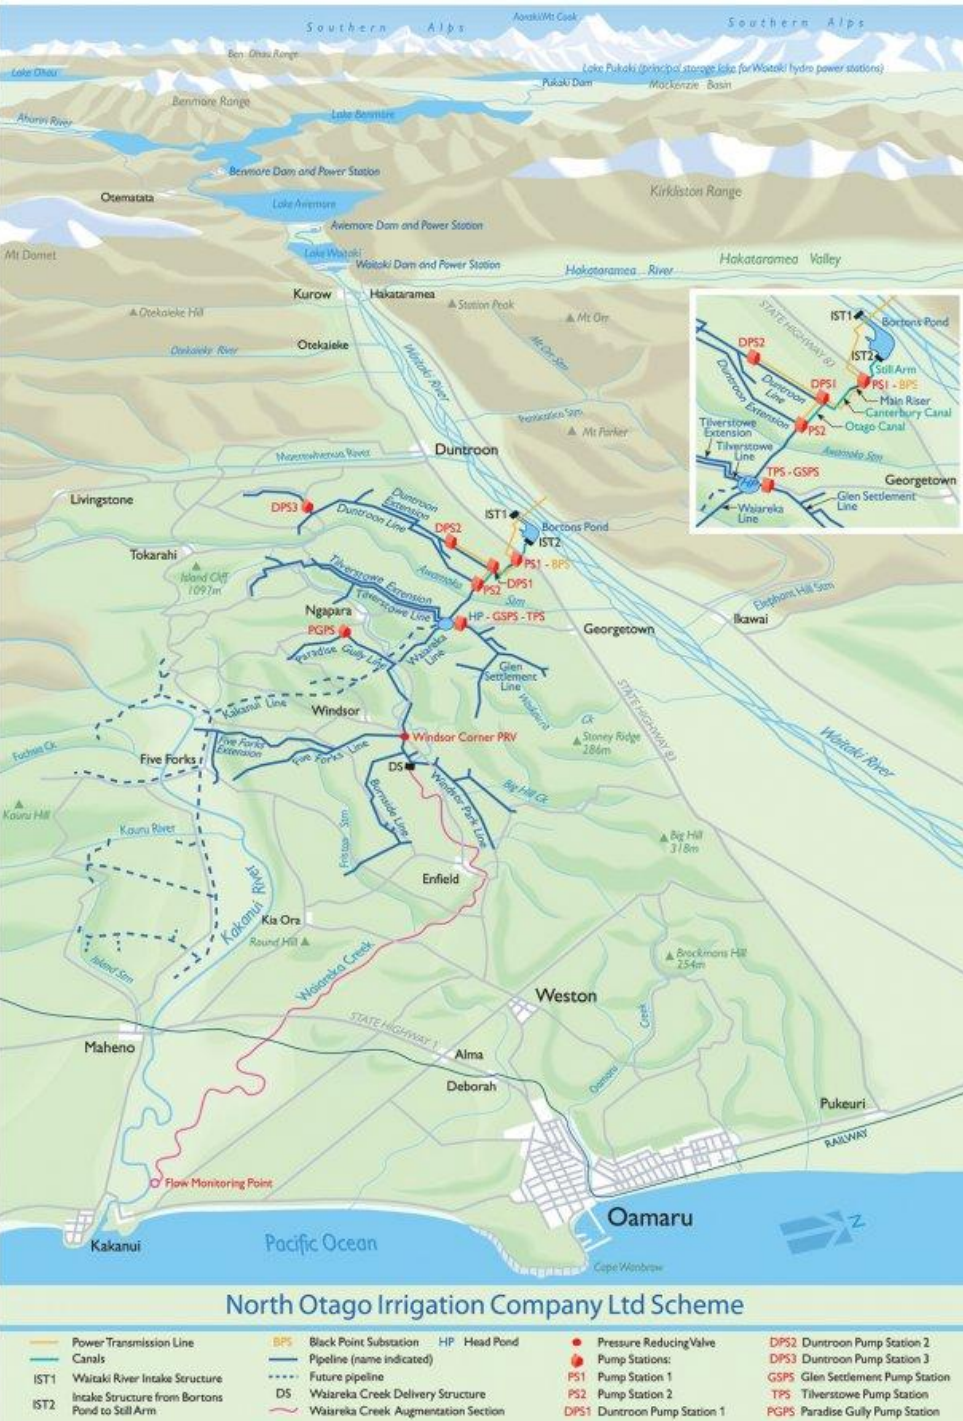 Southern Alps
Aoraki/Mt Cook
Southern Alps
Ben Ohau Range
Lake Ohau
Lake Pukaki (principal storage lake for Waitaki hydro power stations)
Pukaki Dam
Mackenzie Basin
Benmore Range
Lake Benmore
Ahuriri River
Benmore Dam and Power Station
Otematata
Kirkliston Range
Lake Aviemore
Aviemore Dam and Power Station
Mt Domet
Lake Waitaki
Waitaki Dam and Power Station
Hakataramea River
Hakataramea Valley
Kurow
Hakataramea
Station Peak
Otekaieke Hill
Mt Orr
Otekaieke
Otekaieke River
Waitaki River
Mt Orr Stm
Penticotico Stm
Mt Parker
Duntroon
Maerewhenua River
STATE HIGHWAY 83
IST1
Bortons Pond
DPS2
IST2
Still Arm
DPS1
PS1 - BPS
Duntroon
Line
Main Riser
Canterbury Canal
Duntroon Extension
PS2
Otago Canal
Tilverstowe
Extension
Tilverstowe
Line
Awamoko Stm
TPS - GSPS
HP
Georgetown
Glen Settlement
Line
Waiareka
Line
Livingstone
DPS3
Duntroon
Extension
Duntroon Line
DPS2
IST1
Bortons Pond
IST2
Tokarahi
PS1 - BPS
DPS1
PS2
Awamoko
Stm
Island Cliff
1097m
Tilverstowe Extension
Tilverstowe Line
Elephant Hill Stm
Ngapara
HP - GSPS - TPS
Ikawai
PGPS
Georgetown
Paradise Gully Line
Waiareka
Line
Glen
Settlement
Line
STATE HIGHWAY 83
Kakanui Line
Windsor
Ck
Stoney Ridge
286m
Windsor Corner PRV
Waitaki River
Five Forks
Extension
Five Forks Line
Fuchsia Ck
Five Forks
DS
Windsor Park Line
Burnside Line
Big Hill Ck
Kauru Hill
Kauru River
Stm
Big Hill
318m
Enfield
Kakanui River
Kia Ora
Round Hill
Waiareka Creek
Brockmans Hill
254m
Island Stm
Weston
STATE HIGHWAY 1
Maheno
Alma
Deborah
Oamaru
Creek
Pukeuri
RAILWAY
Flow Monitoring Point
Oamaru
N
Kakanui
Pacific Ocean
Cape Wanbrow
North Otago Irrigation Company Ltd Scheme
Power Transmission Line
Canals
IST1 Waitaki River Intake Structure
IST2 Intake Structure from Bortons
Pond to Still Arm
BPS Black Point Substation HP Head Pond
Pipeline (name indicated)
Future pipeline
DS Waiareka Creek Delivery Structure
Waiareka Creek Augmentation Section
Pressure Reducing Valve
Pump Stations:
PS1 Pump Station 1
PS2 Pump Station 2
DPS1 Duntroon Pump Station 1
DPS2 Duntroon Pump Station 2
DPS3 Duntroon Pump Station 3
GSPS Glen Settlement Pump Station
TPS Tilverstowe Pump Station
PGPS Paradise Gully Pump Station